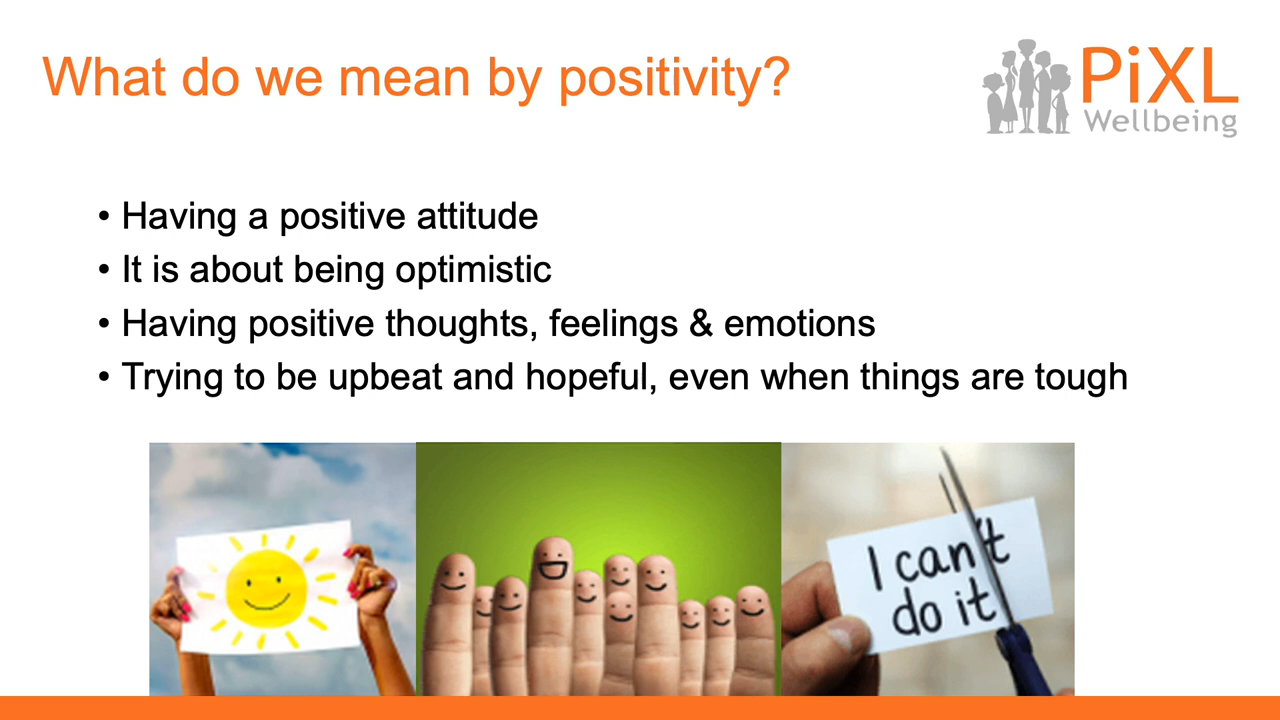 What do we mean by positivity?
PiXL
Wellbeing
• Having a positive attitude
• It is about being optimistic
• Having positive thoughts, feelings & emotions
• Trying to be upbeat and hopeful, even when things are tough
I can't
do it